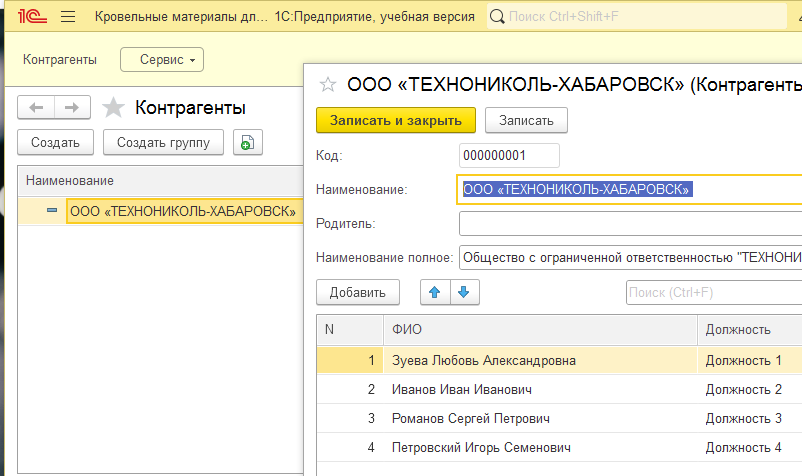 1С Кровельные материалы дл... 1С:Предприятие, учебная версия Поиск Ctrl+Shift+F
Контрагенты Сервис
Контрагенты
Создать Создать группу
Наименование
ООО «ТЕХНОНИКОЛЬ-ХАБАРОВСК»
ООО «ТЕХНОНИКОЛЬ-ХАБАРОВСК» (Контрагенты
Записать и закрыть Записать
Код: 000000001
Наименование: ООО «ТЕХНОНИКОЛЬ-ХАБАРОВСК»
Родитель:
Наименование полное: Общество с ограниченной ответственностью "ТЕХНОНИ
Добавить Поиск (Ctrl+F)
N ФИО Должность
1 Зуева Любовь Александровна Должность 1
2 Иванов Иван Иванович Должность 2
3 Романов Сергей Петрович Должность 3
4 Петровский Игорь Семенович Должность 4